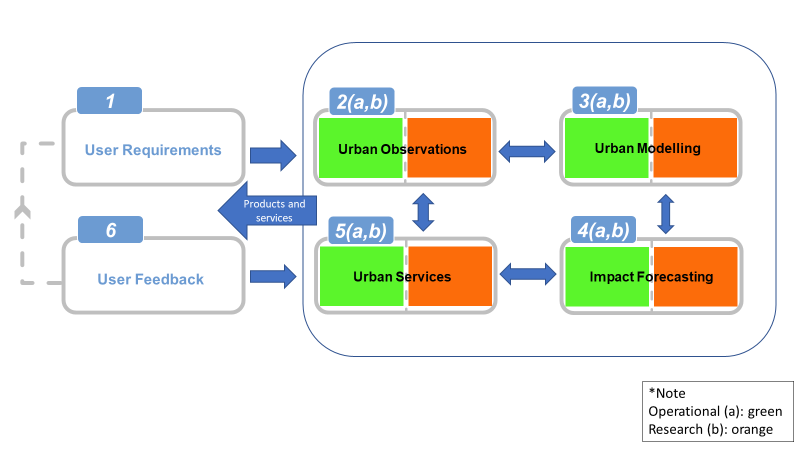 1
User Requirements
2(a,b)
Urban Observations
3(a,b)
Urban Modelling
Products and
services
6
User Feedback
5(a,b)
Urban Services
4(a,b)
Impact Forecasting
*Note
Operational (a): green
Research (b): orange